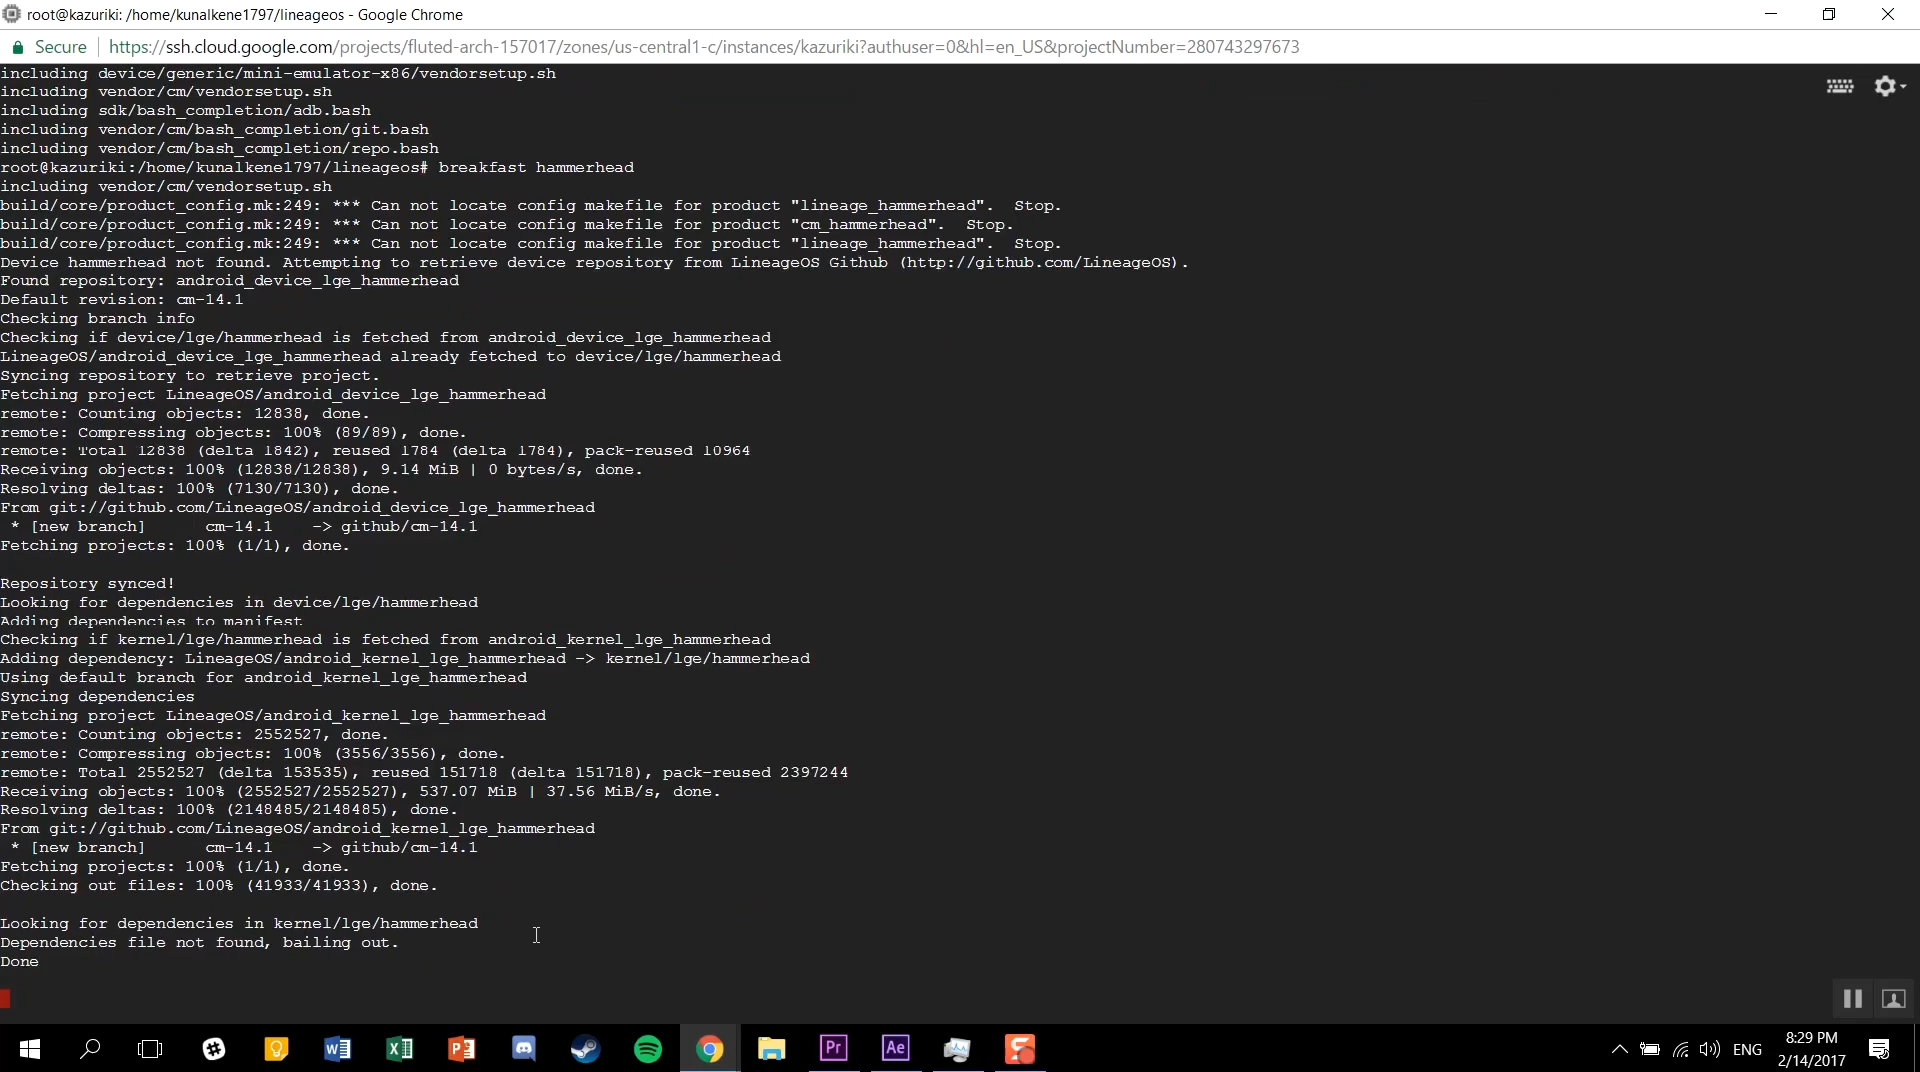 root@kazuriki: /home/kunalkene1797/lineageos - Google Chrome
Secure
https://ssh.cloud.google.com/projects/fluted-arch-157017/zones/us-central1-c/instances/kazuriki?authuser=0&hl=en_US&projectNumber=280743297673
including device/generic/mini-emulator-x86/vendorsetup.sh
including vendor/cm/vendorsetup.sh
including sdk/bash_completion/adb.bash
including vendor/cm/bash_completion/git.bash
including vendor/cm/bash_completion/repo.bash
root@kazuriki:/home/kunalkene1797/lineageos# breakfast hammerhead
including vendor/cm/vendorsetup.sh
build/core/product_config.mk:249: *** Can not locate config makefile for product "lineage_hammerhead".  Stop.
build/core/product_config.mk:249: *** Can not locate config makefile for product "cm_hammerhead".  Stop.
build/core/product_config.mk:249: *** Can not locate config makefile for product "lineage_hammerhead".  Stop.
Device hammerhead not found. Attempting to retrieve device repository from LineageOS Github (http://github.com/LineageOS).
Found repository: android_device_lge_hammerhead
Default revision: cm-14.1
Checking branch info
Checking if device/lge/hammerhead is fetched from android_device_lge_hammerhead
LineageOS/android_device_lge_hammerhead already fetched to device/lge/hammerhead
Syncing repository to retrieve project.
Fetching project LineageOS/android_device_lge_hammerhead
remote: Counting objects: 12838, done.
remote: Compressing objects: 100% (89/89), done.
remote: Total 12838 (delta 1842), reused 1784 (delta 1784), pack-reused 10964
Receiving objects: 100% (12838/12838), 9.14 MiB | 0 bytes/s, done.
Resolving deltas: 100% (7130/7130), done.
From git://github.com/LineageOS/android_device_lge_hammerhead
 * [new branch]      cm-14.1    -> github/cm-14.1
Fetching projects: 100% (1/1), done.
Repository synced!
Looking for dependencies in device/lge/hammerhead
Adding dependencies to manifest
Checking if kernel/lge/hammerhead is fetched from android_kernel_lge_hammerhead
Adding dependency: LineageOS/android_kernel_lge_hammerhead -> kernel/lge/hammerhead
Using default branch for android_kernel_lge_hammerhead
Syncing dependencies
Fetching project LineageOS/android_kernel_lge_hammerhead
remote: Counting objects: 2552527, done.
remote: Compressing objects: 100% (3556/3556), done.
remote: Total 2552527 (delta 153535), reused 151718 (delta 151718), pack-reused 2397244
Receiving objects: 100% (2552527/2552527), 537.07 MiB | 37.56 MiB/s, done.
Resolving deltas: 100% (2148485/2148485), done.
From git://github.com/LineageOS/android_kernel_lge_hammerhead
 * [new branch]      cm-14.1    -> github/cm-14.1
Fetching projects: 100% (1/1), done.
Checking out files: 100% (41933/41933), done.
Looking for dependencies in kernel/lge/hammerhead
Dependencies file not found, bailing out.
Done
Pr
Ae
ENG
8:29 PM
2/14/2017